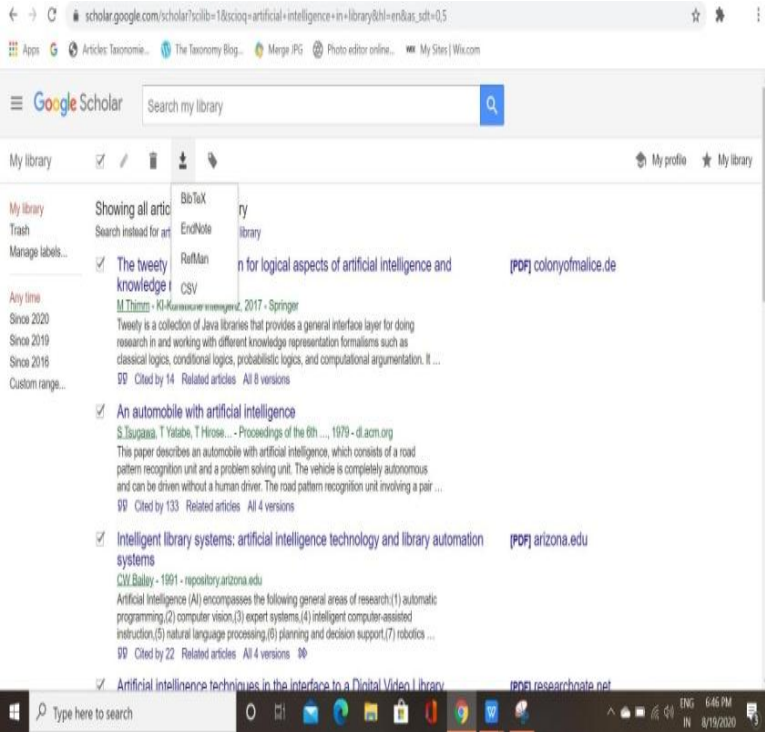 scholar.google.com/scholar?scilib=1&scioq=artificial+intelligence+in+library&hl=en&as_sdt=0,5
Apps Articles: Taxonomie... The Taxonomy Blog... Merge JPG Photo editor online... WIX My Sites | Wix.com
Google Scholar Search my library
My library My profile My library
My library
Trash
Manage labels...
Any time
Since 2020
Since 2019
Since 2016
Custom range...
BibTeX
EndNote
RefMan
CSV
Showing all artic ry
Search instead for art library
The tweety n for logical aspects of artificial intelligence and
knowledge r
[PDF] colonyofmalice.de
M Thimm - KI-Künstliche Intelligenz, 2017 - Springer
Tweety is a collection of Java libraries that provides a general interface layer for doing
research in and working with different knowledge representation formalisms such as
classical logics, conditional logics, probabilistic logics, and computational argumentation. It ...
Cited by 14 Related articles All 8 versions
An automobile with artificial intelligence
S Tsugawa, T Yatabe, T Hirose... - Proceedings of the 6th ..., 1979 - dl.acm.org
This paper describes an automobile with artificial intelligence, which consists of a road
pattern recognition unit and a problem solving unit. The vehicle is completely autonomous
and can be driven without a human driver. The road pattern recognition unit involving a pair ...
Cited by 133 Related articles All 4 versions
Intelligent library systems: artificial intelligence technology and library automation
systems
[PDF] arizona.edu
CW Bailey - 1991 - repository.arizona.edu
Artificial Intelligence (AI) encompasses the following general areas of research:(1) automatic
programming,(2) computer vision,(3) expert systems,(4) intelligent computer-assisted
instruction,(5) natural language processing,(6) planning and decision support,(7) robotics ...
Cited by 22 Related articles All 4 versions
Artificial intelligence techniques in the interface to a Digital Video Library
[PDF] researchgate.net
Type here to search
ENG 6:46 PM
IN 8/19/2020
3